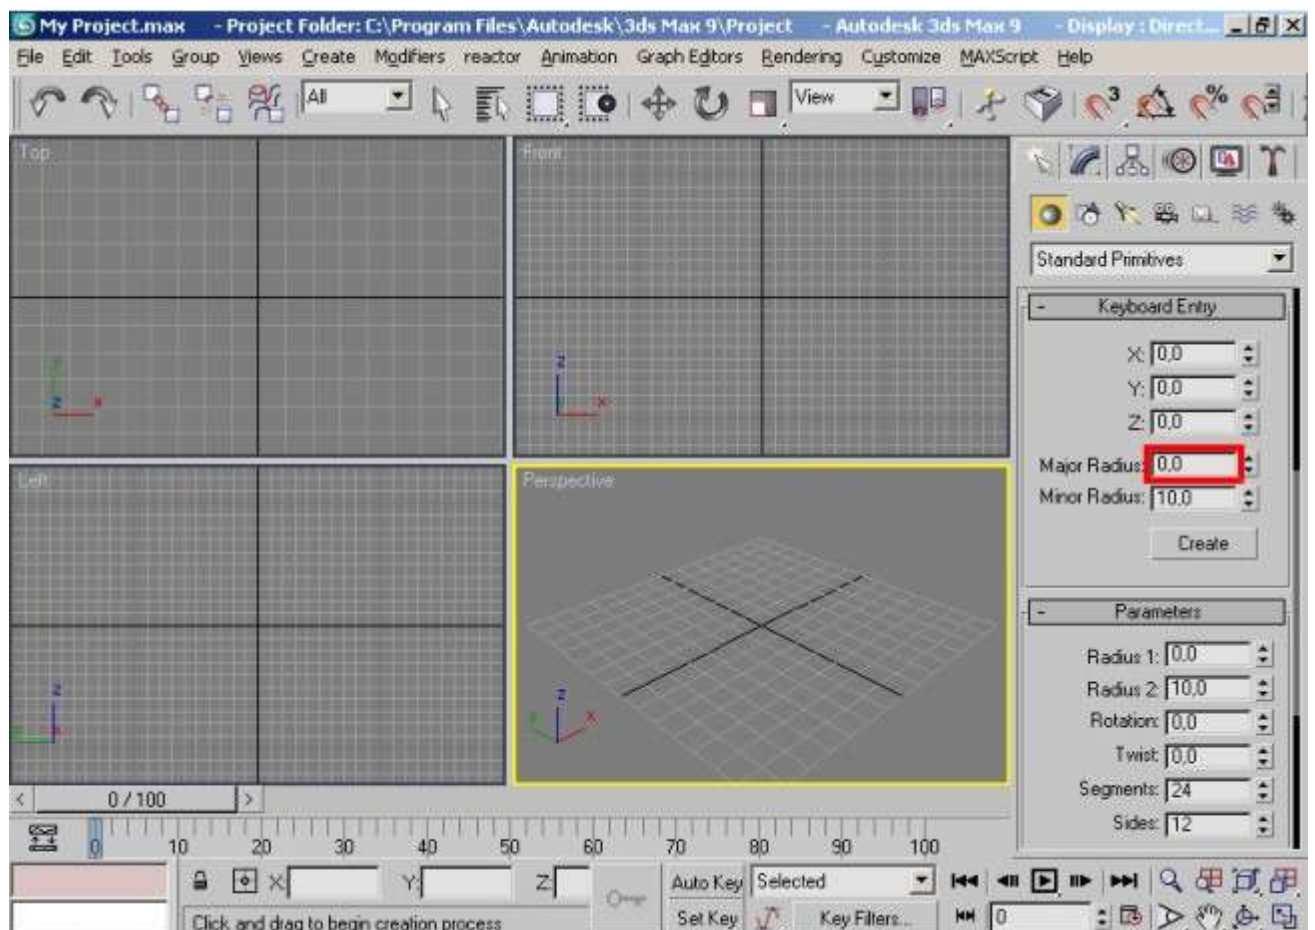 My Project.max - Project Folder: C:\Program Files\Autodesk\3ds Max 9\Project - Autodesk 3ds Max 9 - Display : Direct...
File Edit Tools Group Views Create Modifiers reactor Animation Graph Editors Rendering Customize MAXScript Help
All View 3 %
Top Front
Standard Primitives
- Keyboard Entry
X: 0,0
Y: 0,0
Z: 0,0
Major Radius: 0,0
Minor Radius: 10,0
Create
z x
z x
Left Perspective
- Parameters
Radius 1: 0,0
Radius 2: 10,0
Rotation: 0,0
Twist: 0,0
Segments: 24
Sides: 12
z
z x
< 0 / 100 >
0 10 20 30 40 50 60 70 80 90 100
X: Y: Z: Auto Key Selected
Click and drag to begin creation process Set Key Key Filters... 0